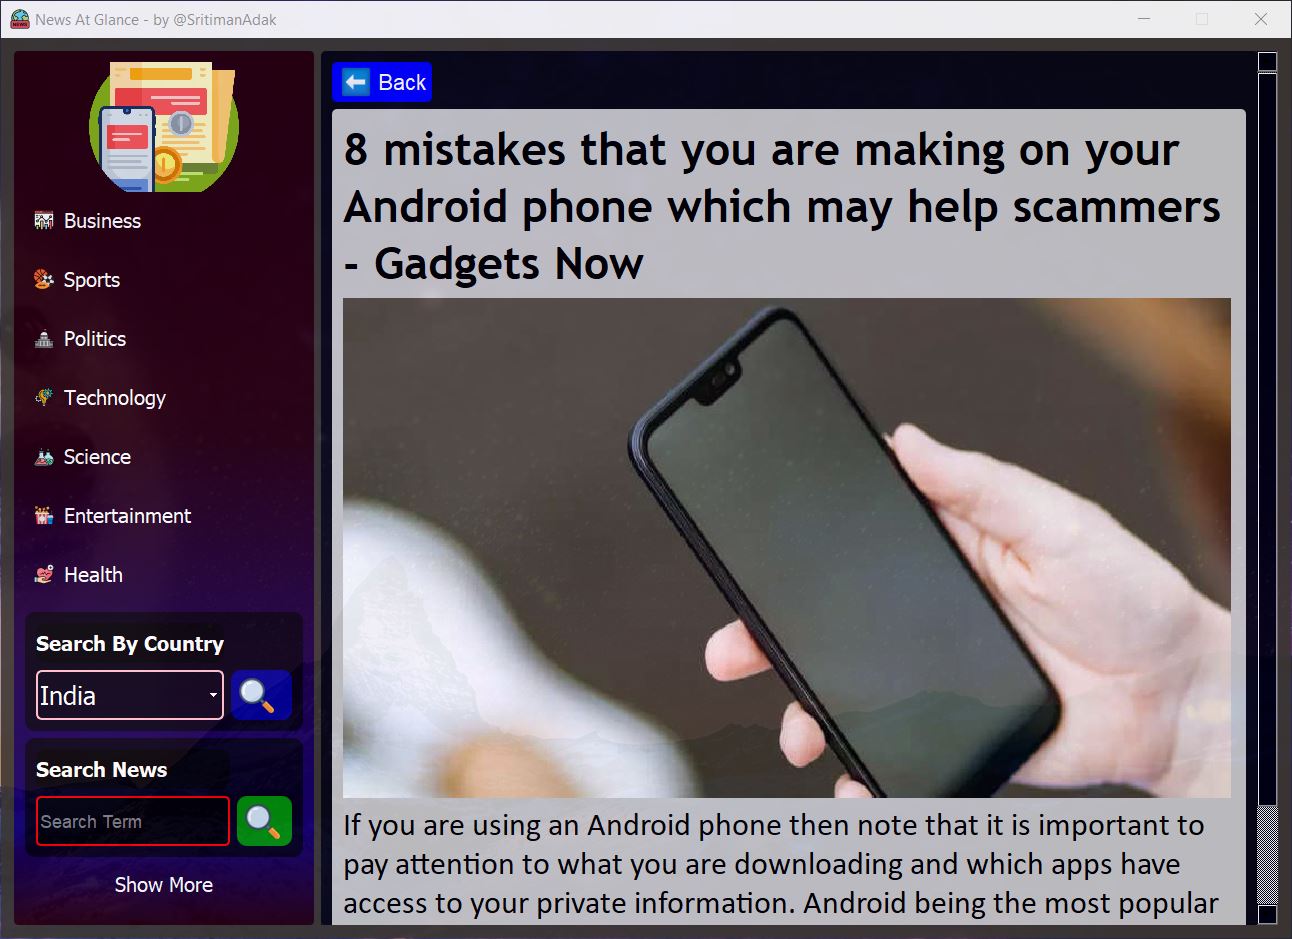 News At Glance - by @SritimanAdak
Business
Sports
Politics
Technology
Science
Entertainment
Health
Search By Country
India
Search News
Search Term
Show More
Back
8 mistakes that you are making on your
Android phone which may help scammers
- Gadgets Now
If you are using an Android phone then note that it is important to
pay attention to what you are downloading and which apps have
access to your private information. Android being the most popular